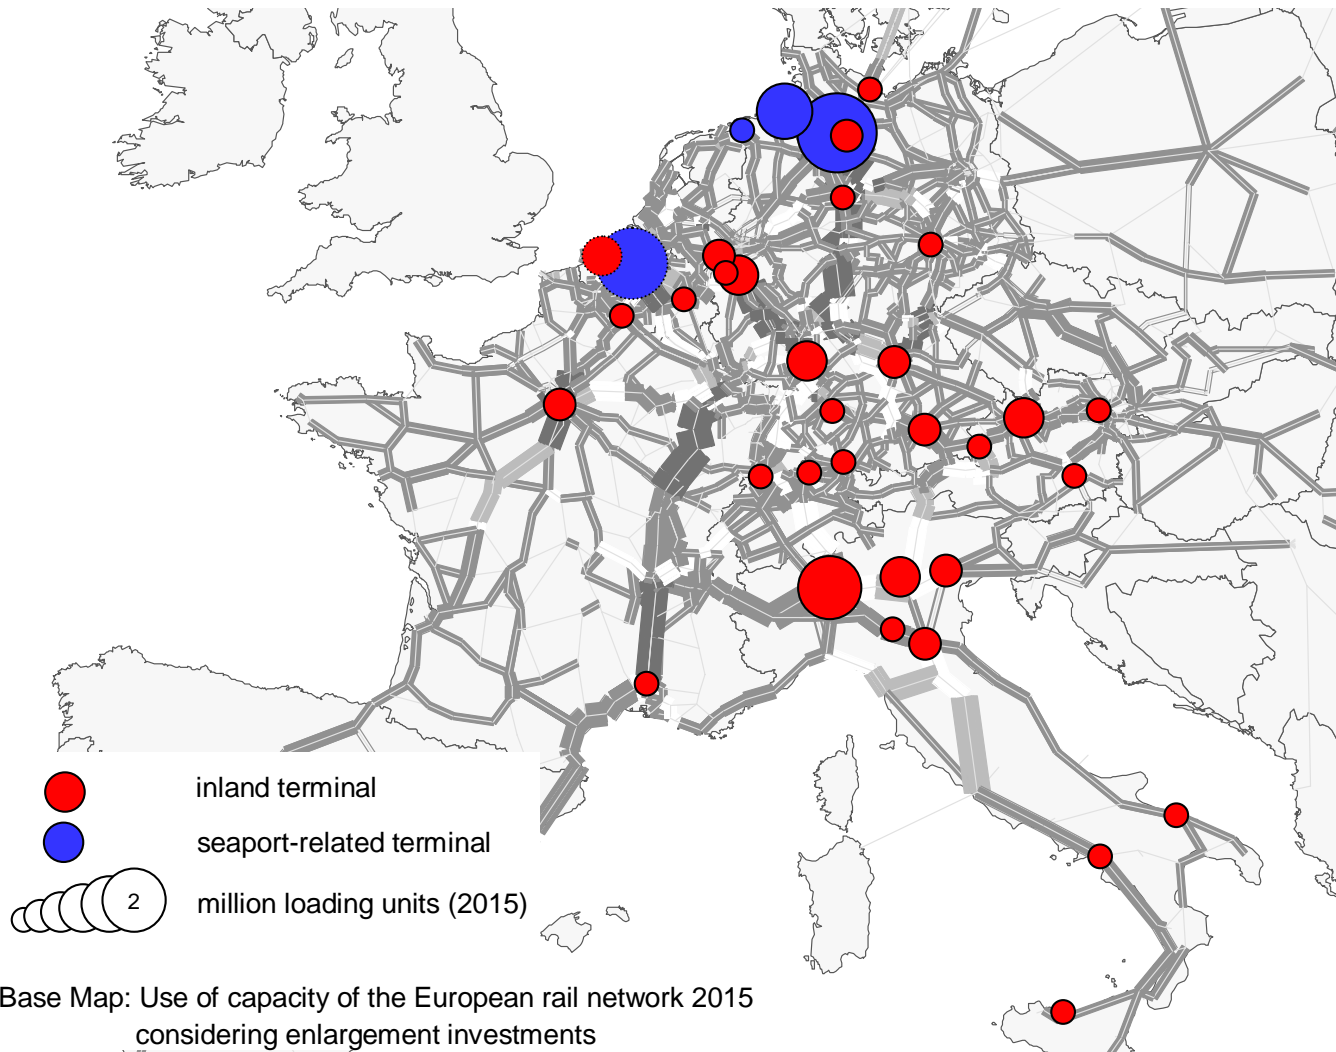 inland terminal
seaport-related terminal
2
million loading units (2015)
Base Map: Use of capacity of the European rail network 2015
considering enlargement investments